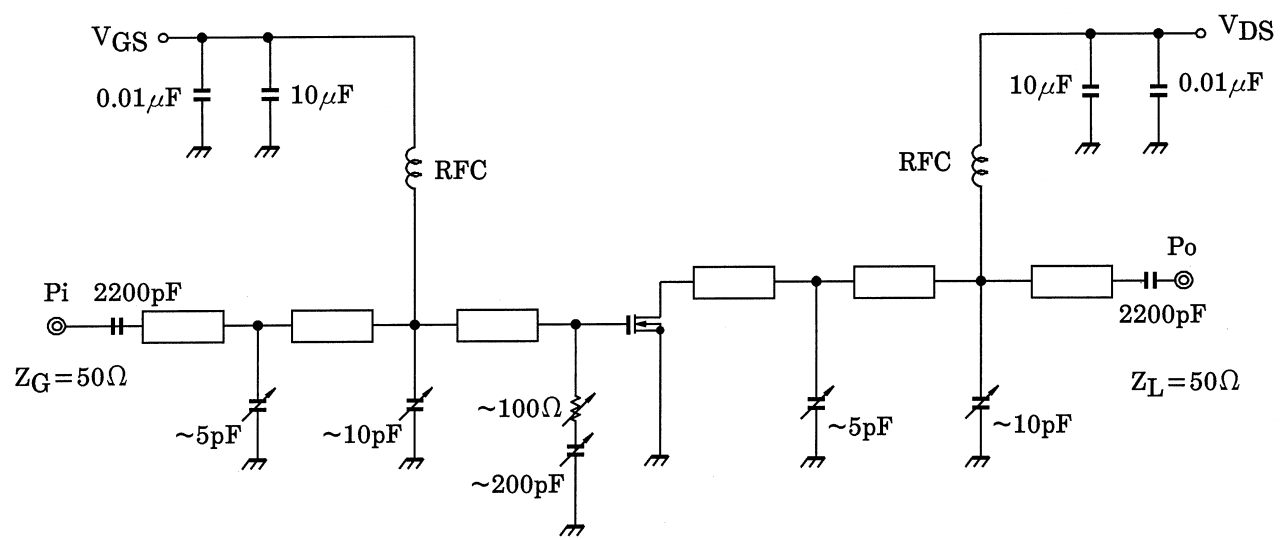 VGS
VDS
0.01μF
10μF
10μF
0.01μF
RFC
RFC
Pi
2200pF
Po
2200pF
ZG=50Ω
ZL=50Ω
~5pF
~10pF
~100Ω
~200pF
~5pF
~10pF